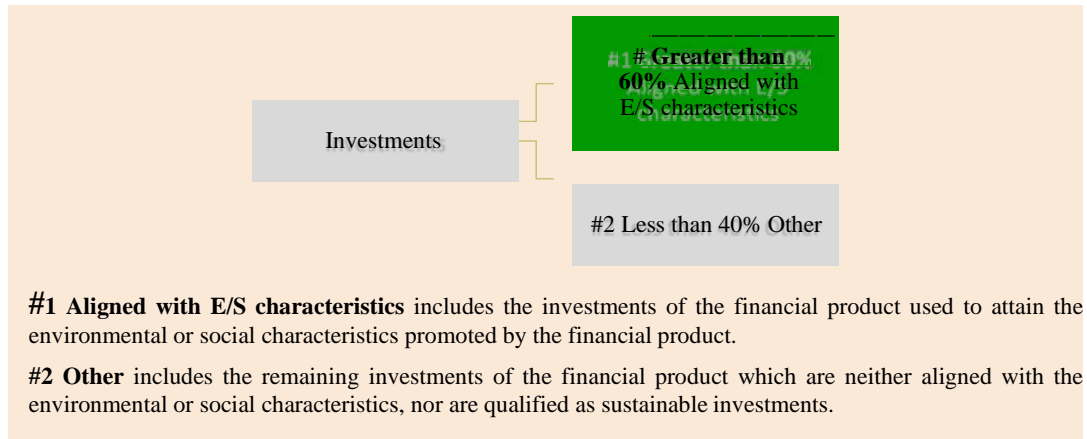 # Greater than
60% Aligned with
E/S characteristics
Investments
#2 Less than 40% Other
#1 Aligned with E/S characteristics includes the investments of the financial product used to attain the
environmental or social characteristics promoted by the financial product.
#2 Other includes the remaining investments of the financial product which are neither aligned with the
environmental or social characteristics, nor are qualified as sustainable investments.